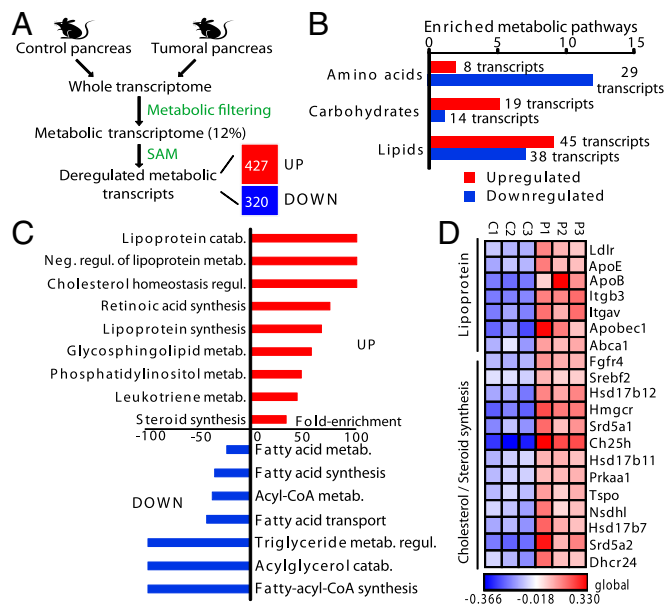 A
Control pancreas
Tumoral pancreas
Whole transcriptome
Metabolic filtering
Metabolic transcriptome (12%)
SAM
Deregulated metabolic
transcripts
427
UP
320
DOWN
B
Enriched metabolic pathways
0
5
10
15
Amino acids
8 transcripts
29
transcripts
Carbohydrates
19 transcripts
14 transcripts
Lipids
45 transcripts
38 transcripts
Upregulated
Downregulated
C
Lipoprotein catab.
Neg. regul. of lipoprotein metab.
Cholesterol homeostasis regul.
Retinoic acid synthesis
Lipoprotein synthesis
UP
Glycosphingolipid metab.
Phosphatidylinositol metab.
Leukotriene metab.
Steroid synthesis
Fold-enrichment
-100
-50
0
50
100
Fatty acid metab.
Fatty acid synthesis
DOWN
Acyl-CoA metab.
Fatty acid transport
Triglyceride metab. regul.
Acylglycerol catab.
Fatty-acyl-CoA synthesis
D
C1
C2
C3
P1
P2
P3
Lipoprotein
Ldlr
ApoE
ApoB
Itgb3
Itgav
Apobec1
Abca1
Cholesterol / Steroid synthesis
Fgfr4
Srebf2
Hsd17b12
Hmgcr
Srd5a1
Ch25h
Hsd17b11
Prkaa1
Tspo
Nsdhl
Hsd17b7
Srd5a2
Dhcr24
global
-0.366
-0.018
0.330